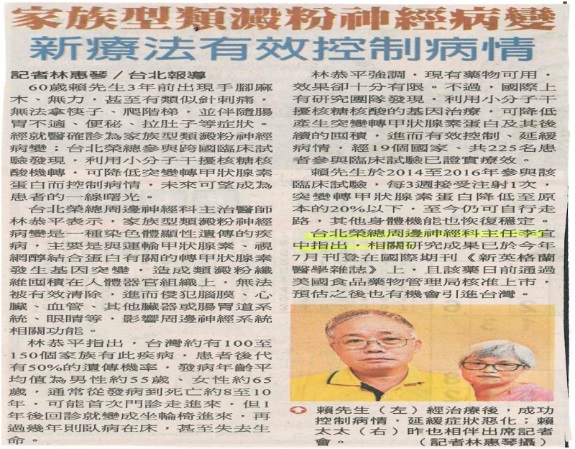 家族型類澱粉神經病變
新療法有效控制病情
記者林惠琴/台北報導
60歲賴先生3年前出現手腳麻
木、無力,甚至有類似針刺痛,
無法拿筷子、爬階梯,並伴隨腸
胃不適、便秘、拉肚子等症狀,
經就醫確診為家族型類澱粉神經
病變;台北榮總參與跨國臨床試
驗發現,利用小分子干擾核糖核
酸機轉,可降低突變轉甲狀腺素
蛋白而控制病情,未來可望成為
患者的一線曙光。
台北榮總周邊神經科主治醫師
林恭平表示,家族型類澱粉神經
病變是一種染色體顯性遺傳的疾
病,主要是與運輸甲狀腺素、視
網醇結合蛋白有關的轉甲狀腺素
發生基因突變,造成類澱粉纖
維囤積在人體器官組織上,無法
被有效清除,進而侵犯腦膜、心
臟、血管、其他臟器或腸胃道系
統、眼睛等,影響周邊神經系統
相關功能。
林恭平指出,台灣約有100至
150個家族有此疾病,患者後代
有50%的遺傳機率,發病年齡平
均值為男性約55歲、女性約65
歲,通常從發病到死亡約8至10
年,可能首次門診走進來,但1
年後回診就變成坐輪椅進來,再
過幾年則臥病在床,甚至失去生
命。
林恭平強調,現有藥物可用,
效果卻十分有限。不過,國際上
有研究團隊發現,利用小分子干
擾核糖核酸的基因治療,可降低
產生突變轉甲狀腺素蛋白及其後
續的囤積,進而有效控制、延緩
病情,經19個國家、共225名患
者參與臨床試驗已證實療效。
賴先生於2014至2016年參與該
臨床試驗,每3週接受注射1次,
突變轉甲狀腺素蛋白降低至原
本的20%以下,至今仍可自行走
路,其他身體機能也恢復穩定。
台北榮總周邊神經科主任李宜
中指出,相關研究成果已於今年
7月刊登在國際期刊《新英格蘭
醫學雜誌》上,且該藥日前通過
美國食品藥物管理局核准上市,
預估之後也有機會引進台灣。
賴先生(左)經治療後,成功
控制病情,延緩症狀惡化;賴
太太(右)昨也相伴出席記者
會。 (記者林惠琴攝)